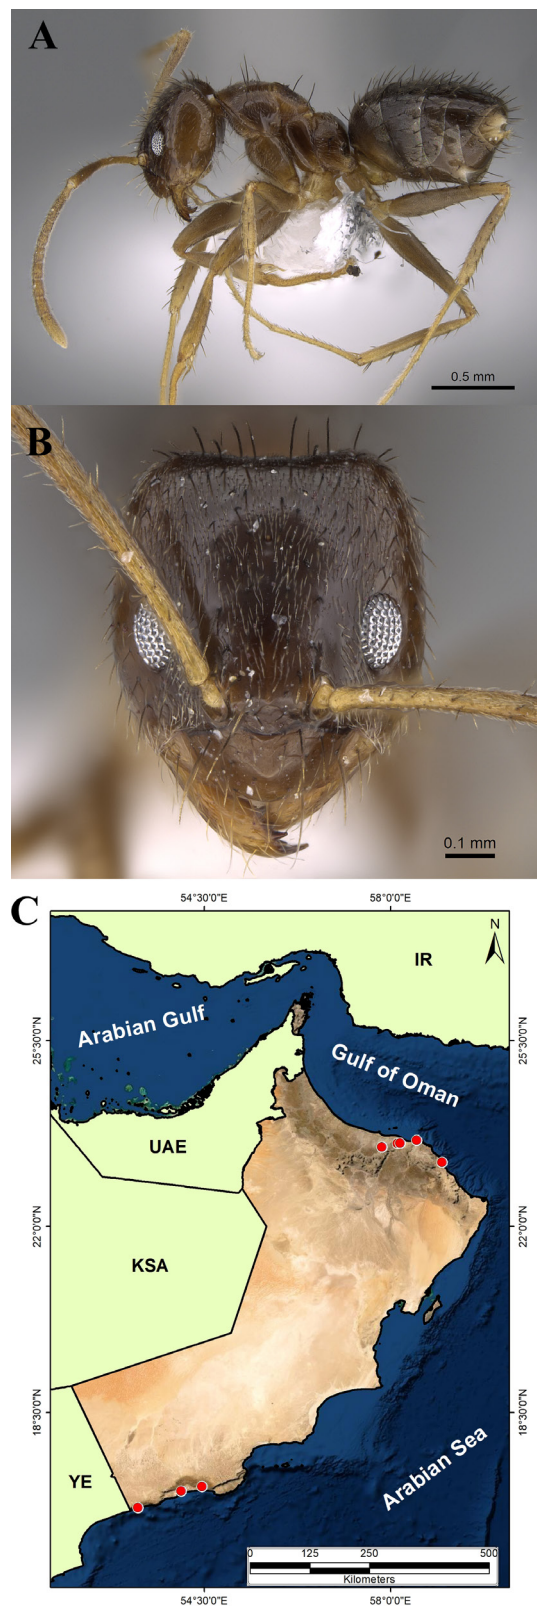 A
0.5 mm
B
0.1 mm
C
54°30'0"E
58°0'0"E
N
IR
Arabian Gulf
Gulf of Oman
25°30'0"N
25°30'0"N
UAE
22°0'0"N
22°0'0"N
KSA
18°30'0"N
18°30'0"N
YE
Arabian Sea
0
125
250
500
Kilometers
54°30'0"E
58°0'0"E